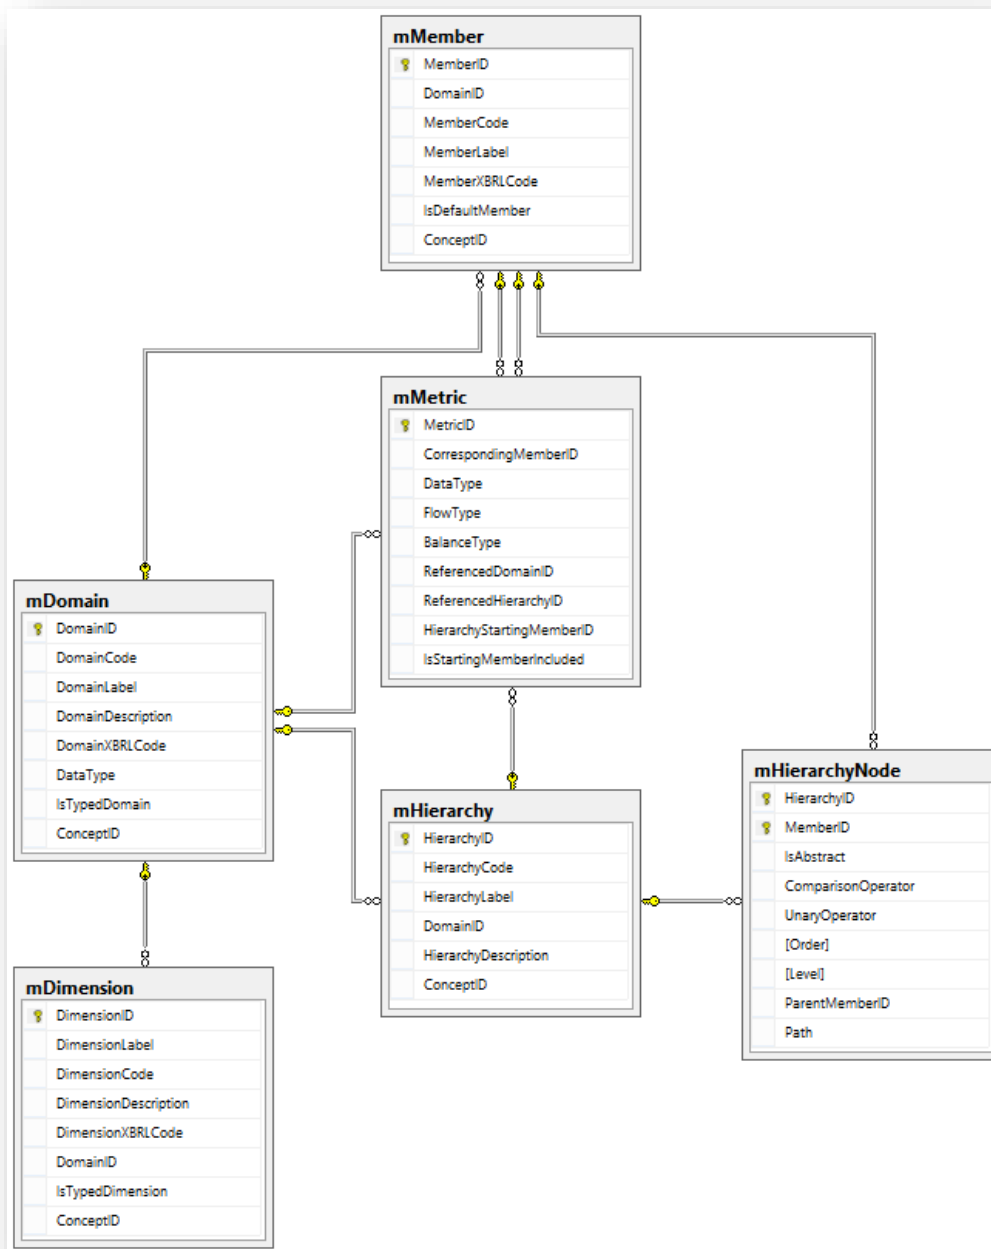 mMember
MemberID
DomainID
MemberCode
MemberLabel
MemberXBRLCode
IsDefaultMember
ConceptID
mMetric
MetricID
CorrespondingMemberID
DataType
FlowType
BalanceType
ReferencedDomainID
ReferencedHierarchyID
HierarchyStartingMemberID
IsStartingMemberIncluded
mDomain
DomainID
DomainCode
DomainLabel
DomainDescription
DomainXBRLCode
DataType
IsTypedDomain
ConceptID
mHierarchy
HierarchyID
HierarchyCode
HierarchyLabel
DomainID
HierarchyDescription
ConceptID
mHierarchyNode
HierarchyID
MemberID
IsAbstract
ComparisonOperator
UnaryOperator
[Order]
[Level]
ParentMemberID
Path
mDimension
DimensionID
DimensionLabel
DimensionCode
DimensionDescription
DimensionXBRLCode
DomainID
IsTypedDimension
ConceptID